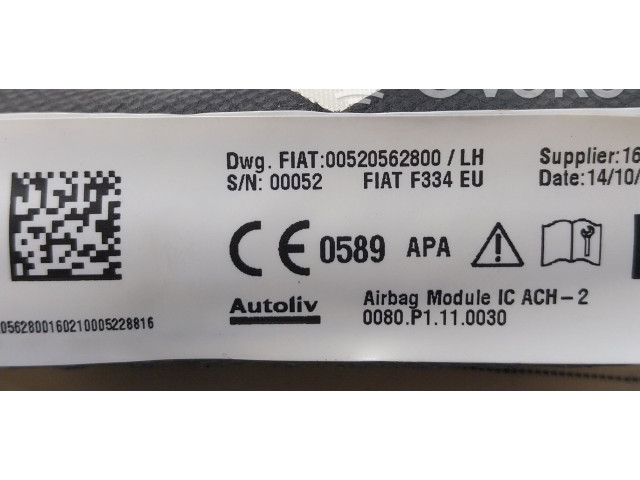 Dwg. FIAT:00520562800 / LH
Supplier:16
S/N: 00052 FIAT F334 EU
Date:14/10/
CE 0589 APA
Autoliv
Airbag Module IC ACH-2
0080.P1.11.0030
0562800160210005228816